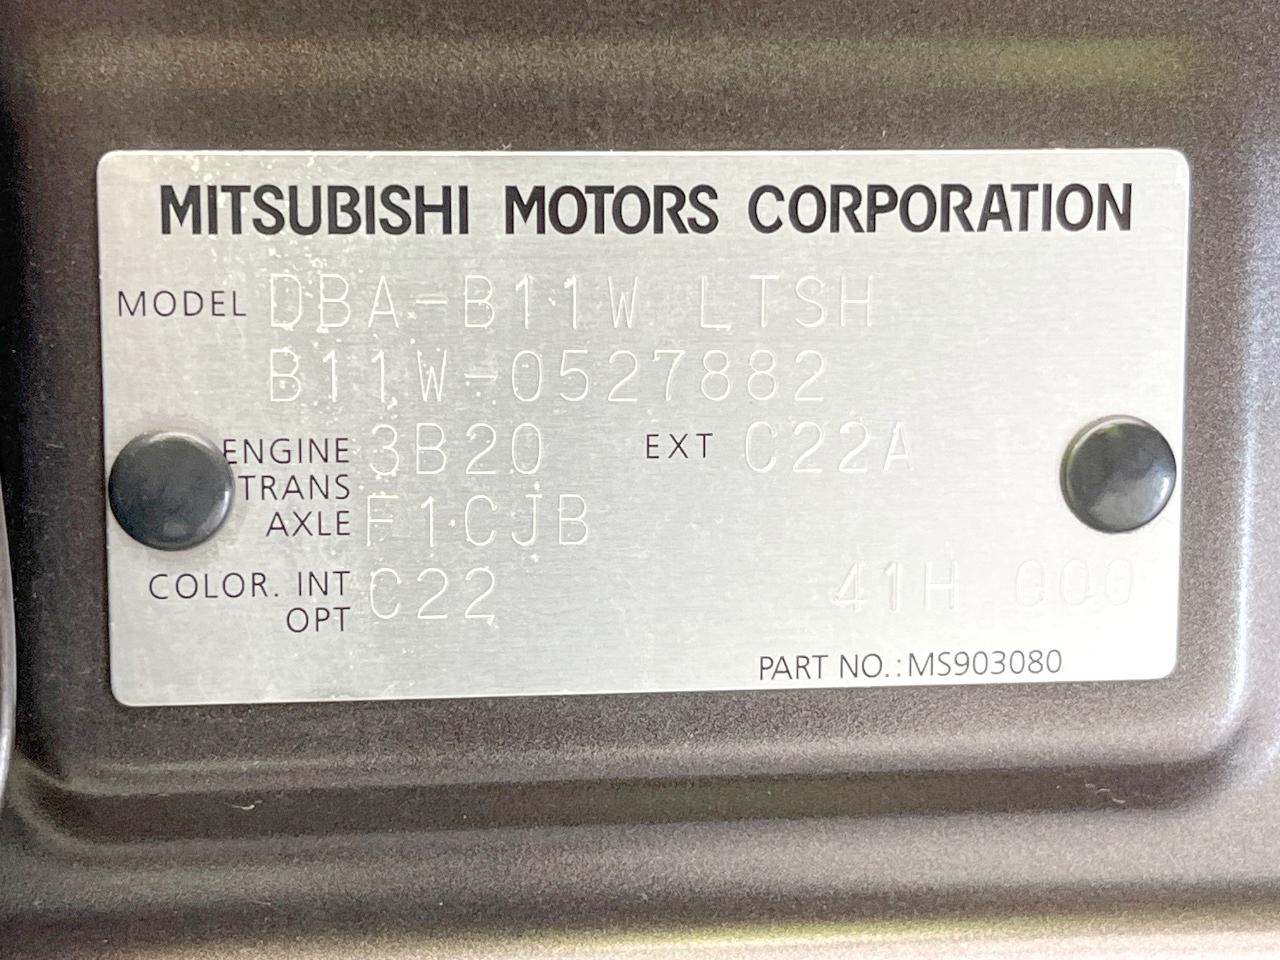 MITSUBISHI MOTORS CORPORATION
MODEL DBA-B11W LTSH
B11W-0527882
ENGINE 3B20 EXT C22A
TRANS
AXLE F1CJB
COLOR. INT C22 41H 000
OPT
PART NO.: MS903080